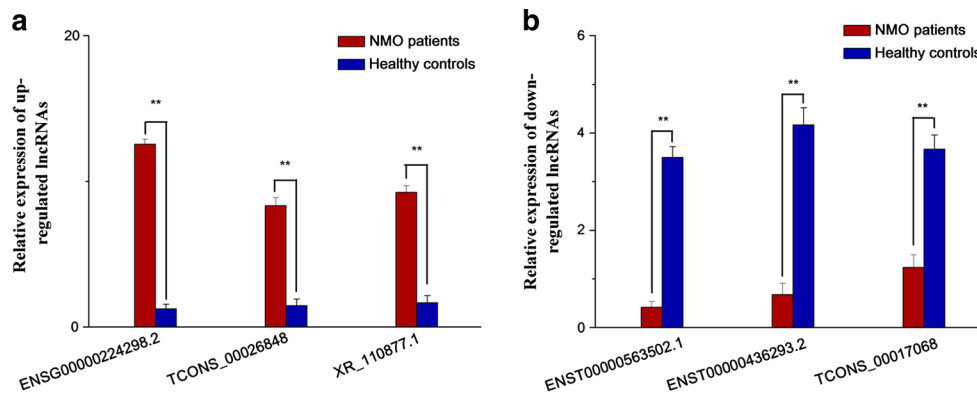 a
Relative expression of up-
regulated lncRNAs
20
0
NMO patients
Healthy controls
**
**
**
ENSG00000224298.2
TCONS_00026848
XR_110877.1
b
Relative expression of down-
regulated lncRNAs
6
4
2
0
NMO patients
Healthy controls
**
**
**
ENST00000563502.1
ENST00000436293.2
TCONS_00017068